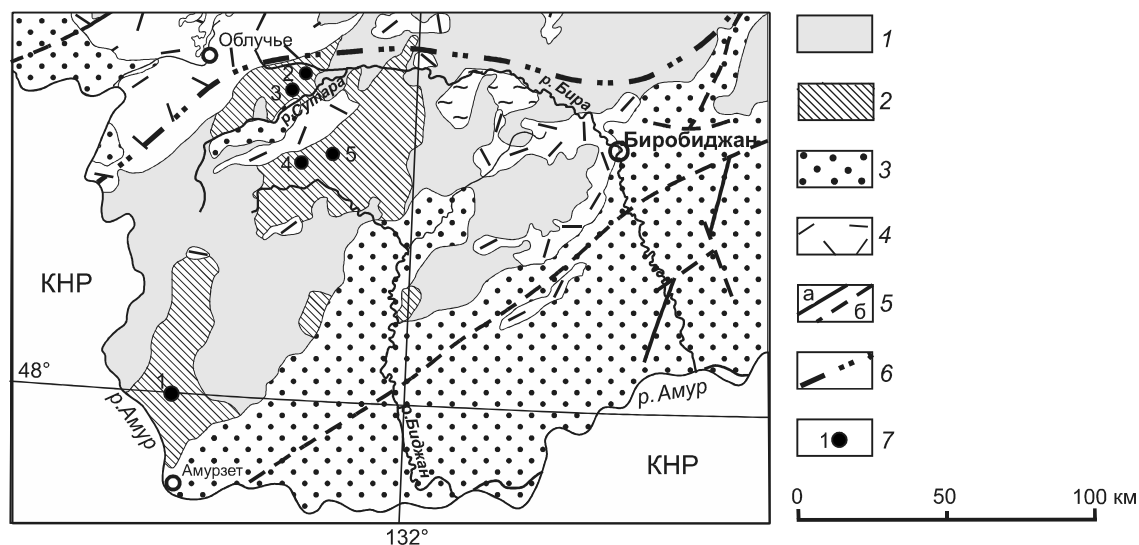 Облучье
2
3
р.Сутара
р. Бира
Биробиджан
4
5
КНР
48°
1
р.Амур
р. Амур
р.Биджан
Амурзет
КНР
132°
1
2
3
4
а
б
5
6
1
7
0 50 100 км